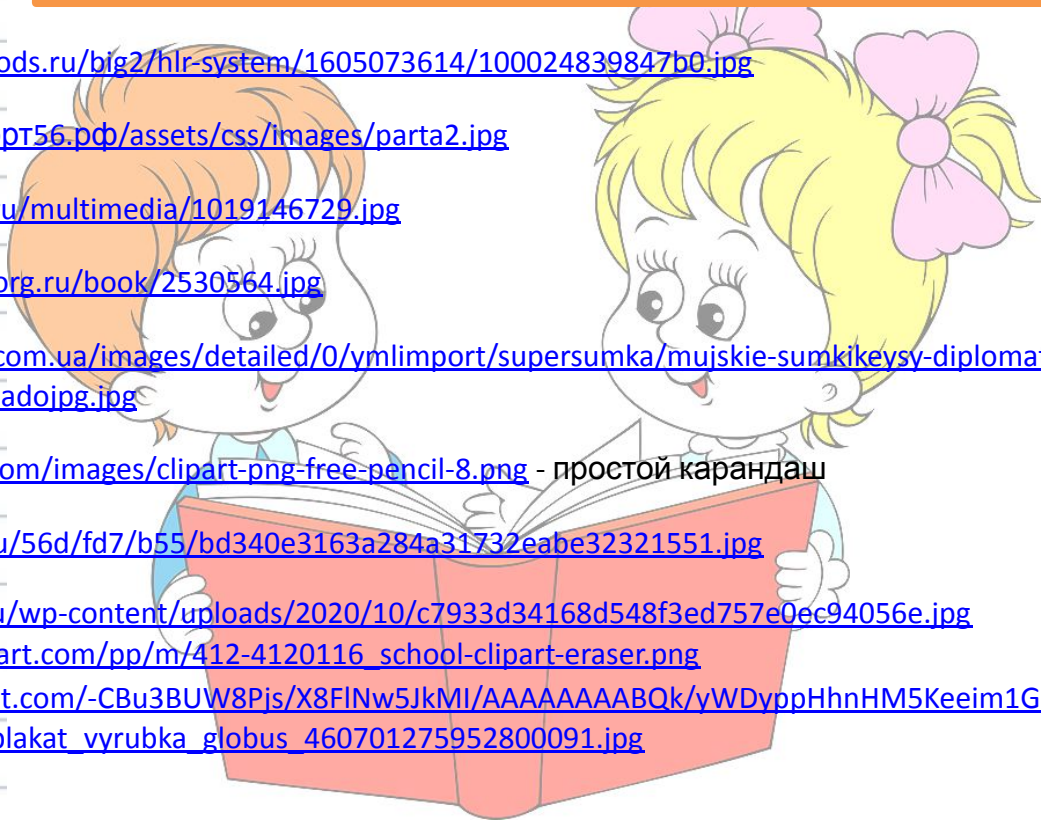 ods.ru/big2/hlr-system/1605073614/100024839847b0.jpg
орт56.рф/assets/css/images/parta2.jpg
u/multimedia/1019146729.jpg
org.ru/book/2530564.jpg
com.ua/images/detailed/0/ymlimport/supersumka/mujskie-sumkikeysy-diplomat
adojpg.jpg
om/images/clipart-png-free-pencil-8.png - простой карандаш
u/56d/fd7/b55/bd340e3163a284a31732eabe32321551.jpg
u/wp-content/uploads/2020/10/c7933d34168d548f3ed757e0ec94056e.jpg
art.com/pp/m/412-4120116_school-clipart-eraser.png
t.com/-CBu3BUW8Pjs/X8FlNw5JkMI/AAAAAAAABQk/yWDyppHhnHM5Keeim1G
plakat_vyrubka_globus_460701275952800091.jpg